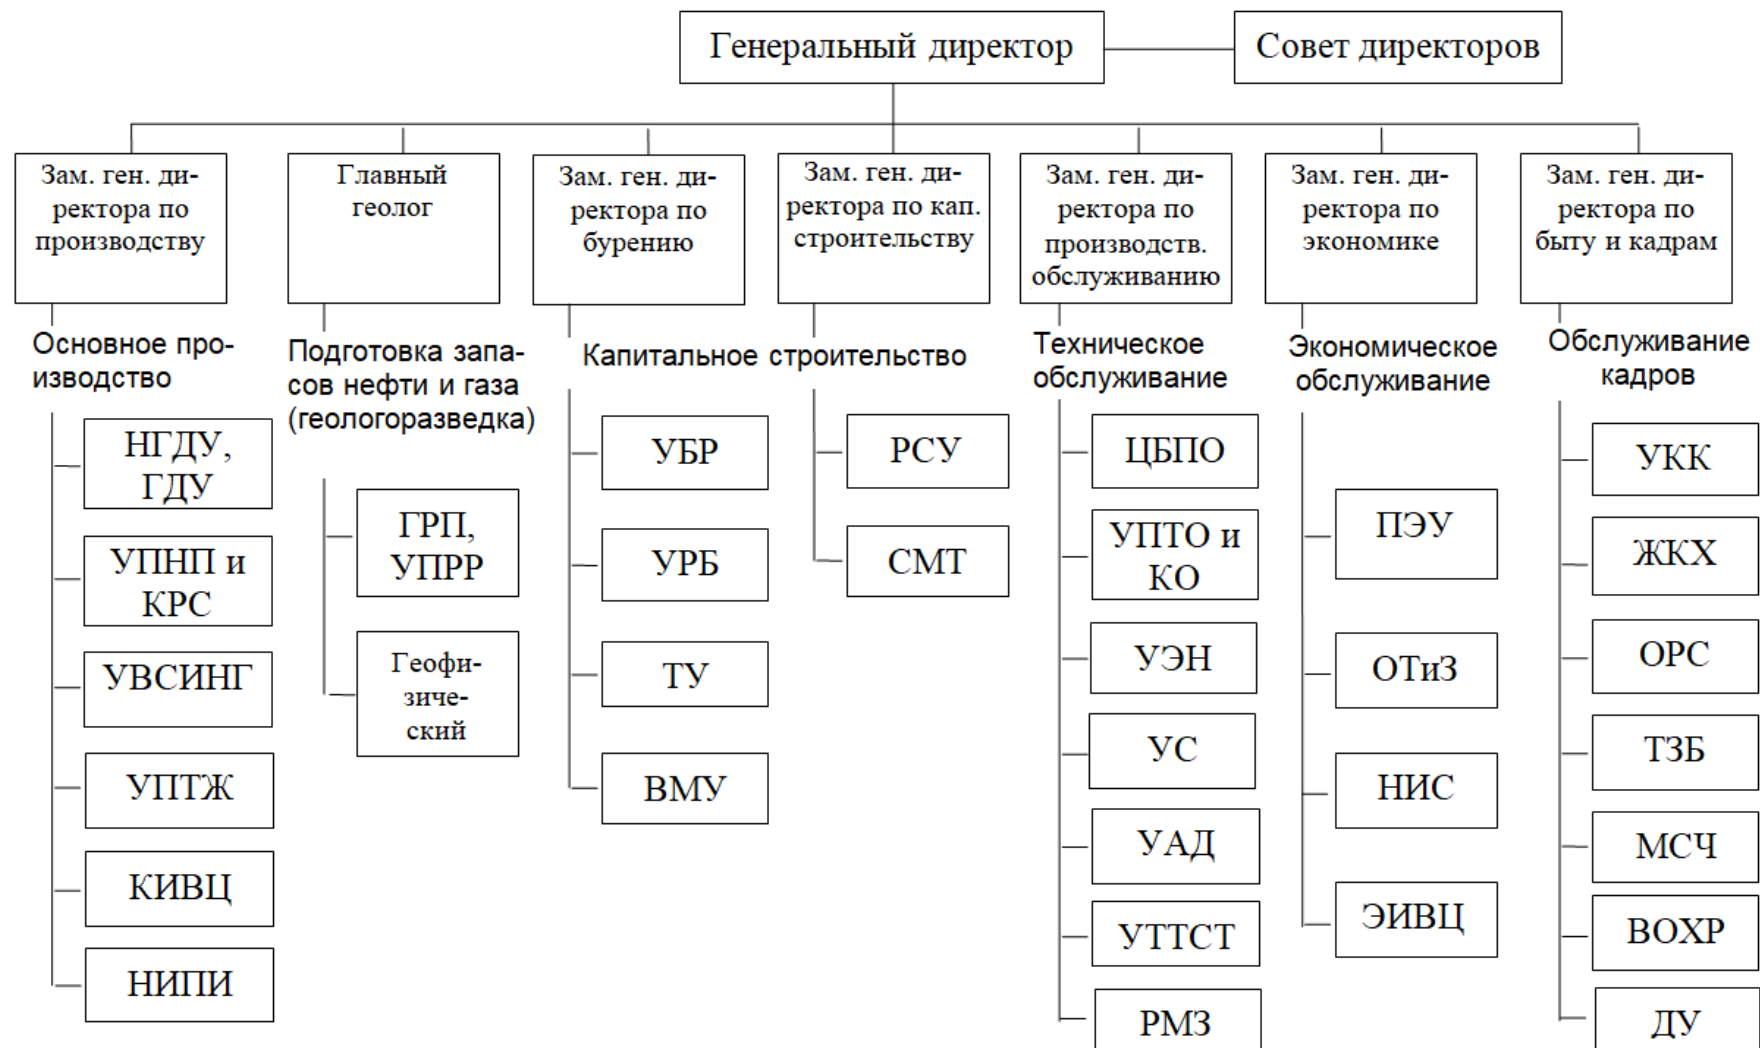 Генеральный директор
Совет директоров
Зам. ген. ди-
ректора по
производству
Главный
геолог
Зам. ген. ди-
ректора по
бурению
Зам. ген. ди-
ректора по кап.
строительству
Зам. ген. ди-
ректора по
производств.
обслуживанию
Зам. ген. ди-
ректора по
экономике
Зам. ген. ди-
ректора по
быту и кадрам
Основное про-
изводство
Подготовка запа-
сов нефти и газа
(геологоразведка)
Капитальное строительство
Техническое
обслуживание
Экономическое
обслуживание
Обслуживание
кадров
НГДУ,
ГДУ
УПНП и
КРС
УВСИНГ
УПТЖ
КИВЦ
НИПИ
ГРП,
УПРР
Геофи-
зиче-
ский
УБР
УРБ
ТУ
ВМУ
РСУ
СМТ
ЦБПО
УПТО и
КО
УЭН
УС
УАД
УТТСТ
РМЗ
ПЭУ
ОТиЗ
НИС
ЭИВЦ
УКК
ЖКХ
ОРС
ТЗБ
МСЧ
ВОХР
ДУ